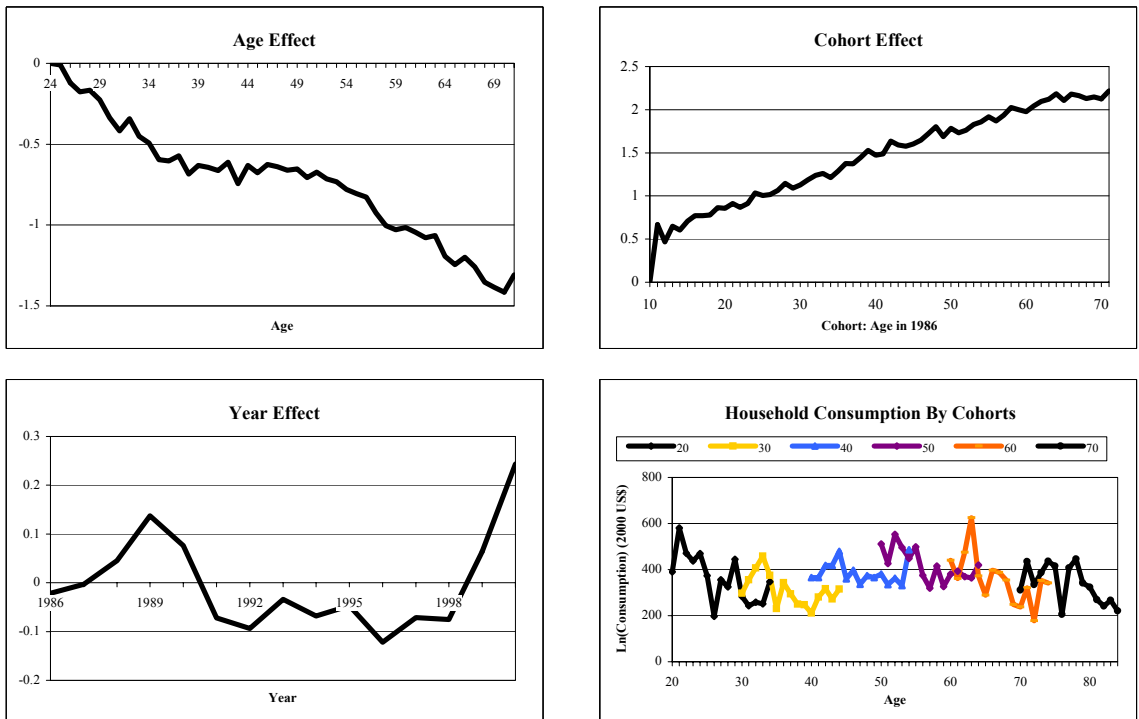 Age Effect
0
24 29 34 39 44 49 54 59 64 69
-0.5
-1
-1.5
Age
Cohort Effect
2.5
2
1.5
1
0.5
0
10 20 30 40 50 60 70
Cohort: Age in 1986
Year Effect
0.3
0.2
0.1
0
1986 1989 1992 1995 1998
-0.1
-0.2
Year
Household Consumption By Cohorts
20 30 40 50 60 70
Ln(Consumption) (2000 US$)
800
600
400
200
0
20 30 40 50 60 70 80
Age